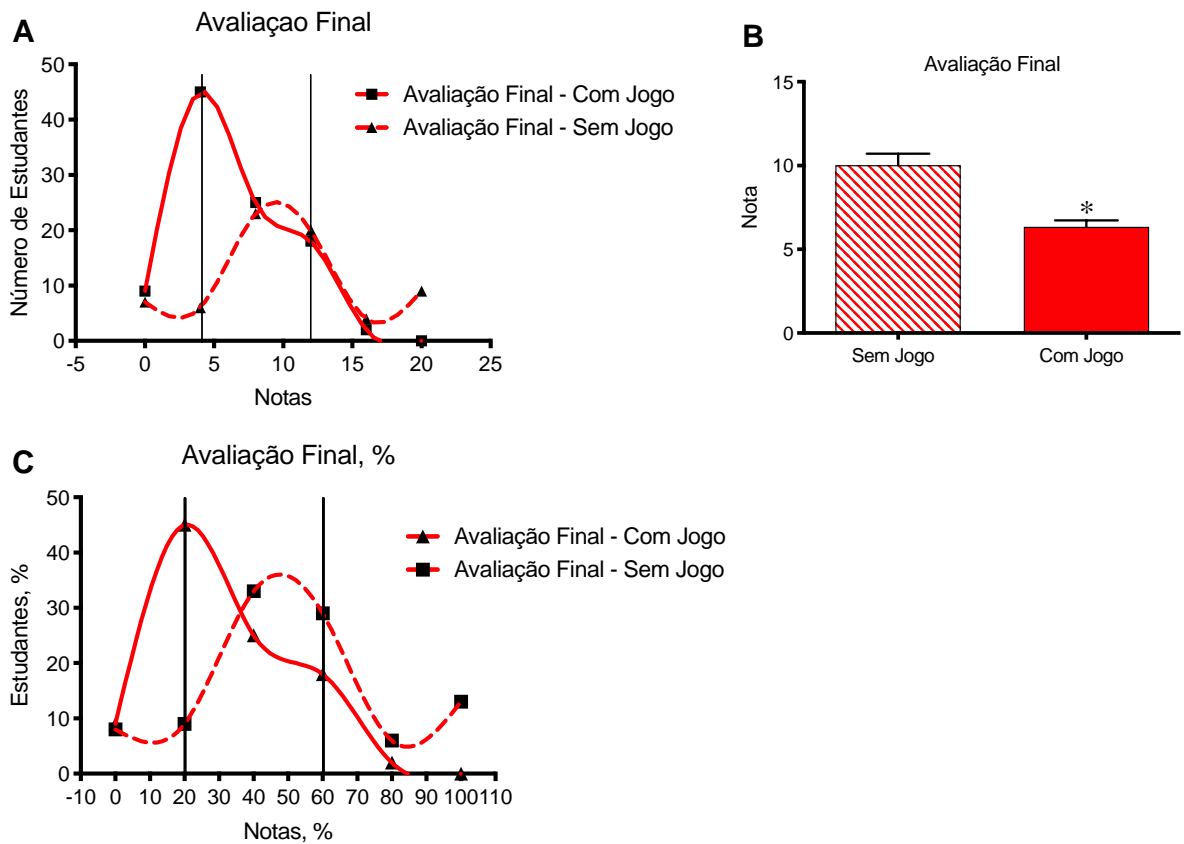 A
Avaliaçao Final
Número de Estudantes
50
40
30
20
10
0
-5 0 5 10 15 20 25
Notas
Avaliação Final - Com Jogo
Avaliação Final - Sem Jogo
B
Avaliação Final
Nota
15
10
5
0
*
Sem Jogo Com Jogo
C
Avaliação Final, %
Estudantes, %
50
40
30
20
10
0
-10 0 10 20 30 40 50 60 70 80 90 100 110
Notas, %
Avaliação Final - Com Jogo
Avaliação Final - Sem Jogo